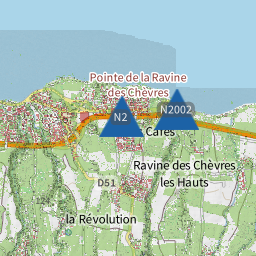 Pointe de la Ravine
des Chèvres
N2002
N2
Cafés
Ravine des Chèvres
les Hauts
D51
la Révolution